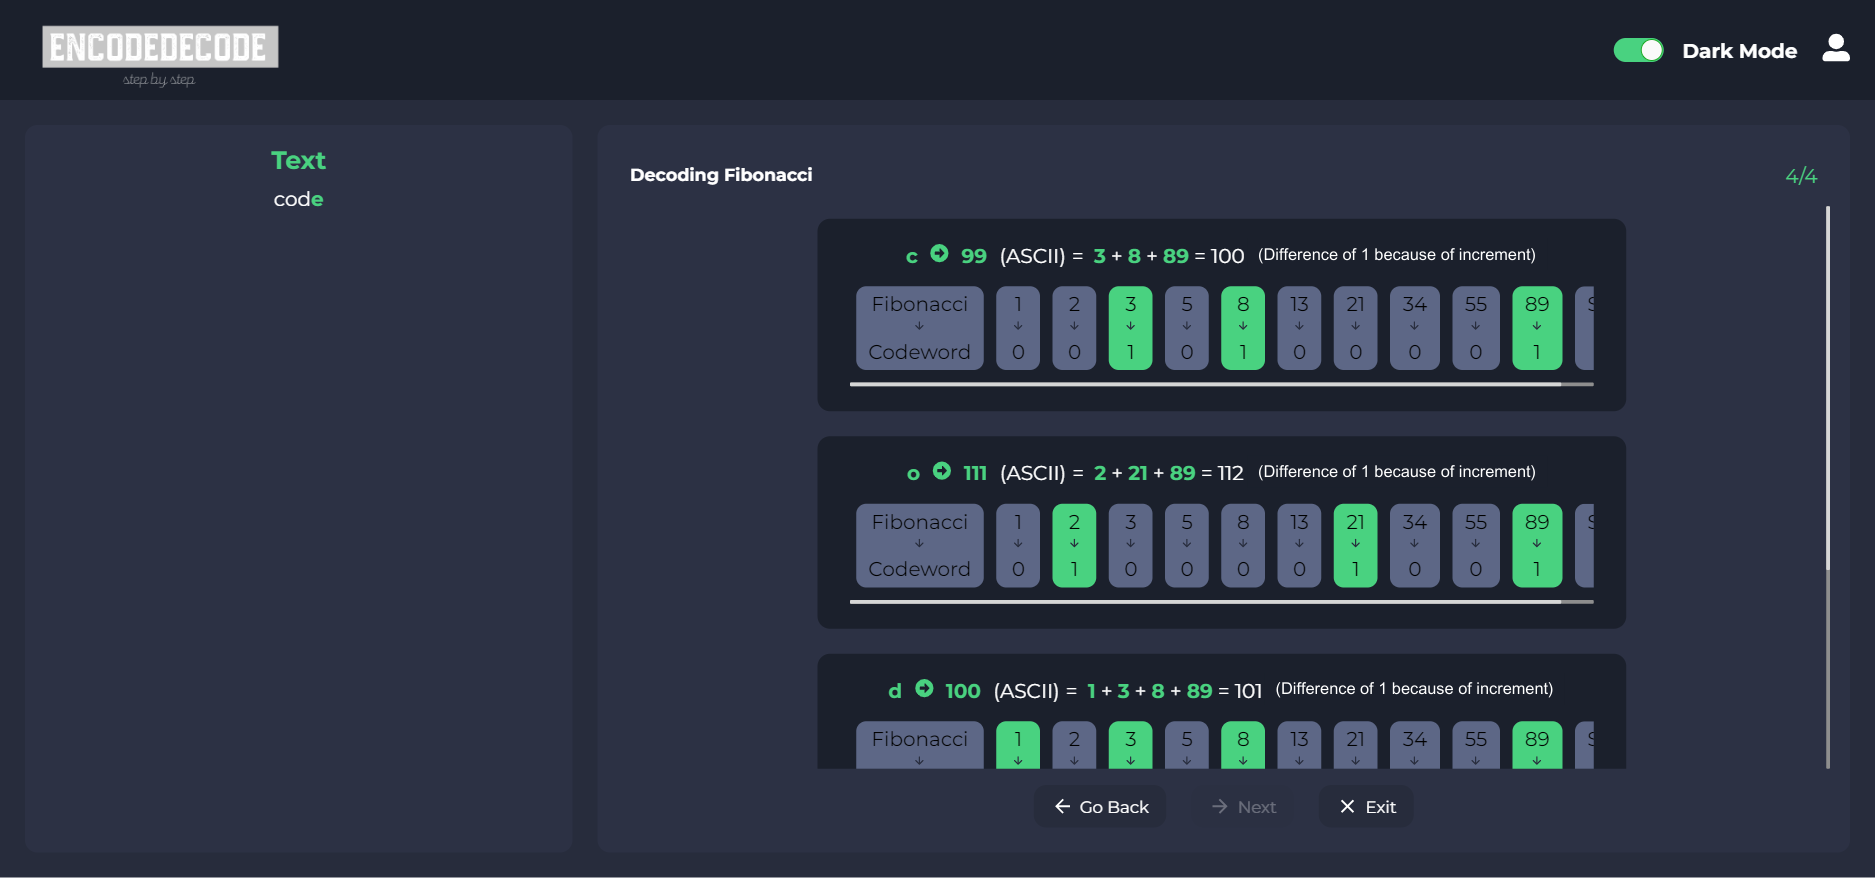 ENCODEDECODE
step by step
Dark Mode
Text
code
Decoding Fibonacci
4/4
c 99 (ASCII) = 3 + 8 + 89 = 100 (Difference of 1 because of increment)
Fibonacci 1 2 3 5 8 13 21 34 55 89
↓ ↓ ↓ ↓ ↓ ↓ ↓ ↓ ↓ ↓ ↓
Codeword 0 0 1 0 1 0 0 0 0 1
o 111 (ASCII) = 2 + 21 + 89 = 112 (Difference of 1 because of increment)
Fibonacci 1 2 3 5 8 13 21 34 55 89
↓ ↓ ↓ ↓ ↓ ↓ ↓ ↓ ↓ ↓ ↓
Codeword 0 1 0 0 0 0 1 0 0 1
d 100 (ASCII) = 1 + 3 + 8 + 89 = 101 (Difference of 1 because of increment)
Fibonacci 1 2 3 5 8 13 21 34 55 89
↓ ↓ ↓ ↓ ↓ ↓ ↓ ↓ ↓ ↓ ↓
← Go Back → Next × Exit